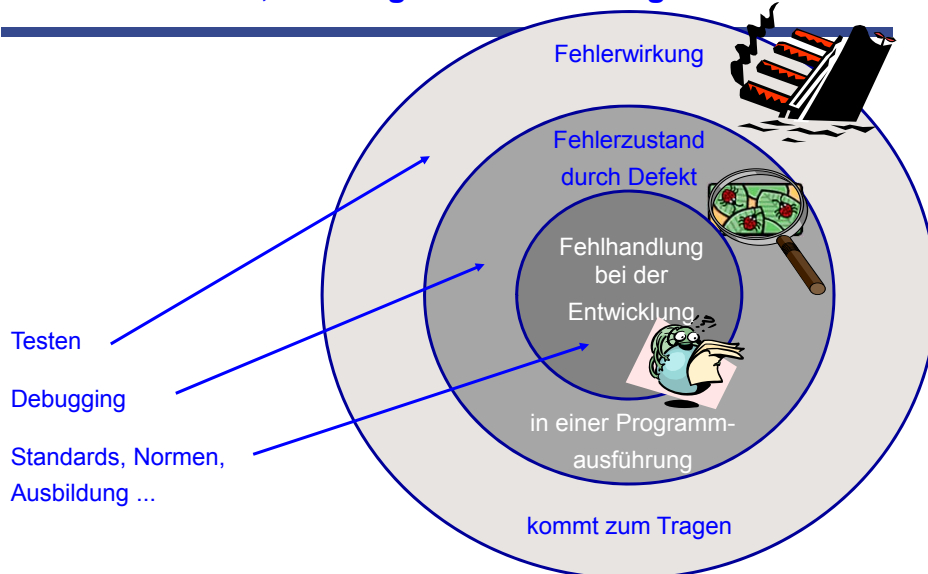 Fehlerwirkung
Fehlerzustand
durch Defekt
Fehlhandlung
bei der
Entwicklung
in einer Programm-
ausführung
kommt zum Tragen
Testen
Debugging
Standards, Normen,
Ausbildung ...